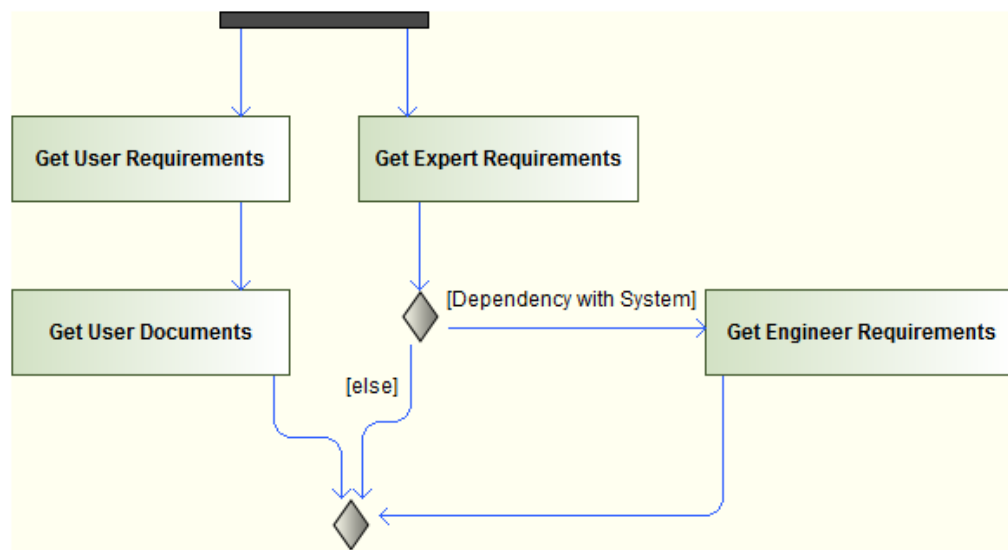 Get User Requirements
Get Expert Requirements
[Dependency with System]
Get User Documents
Get Engineer Requirements
[else]